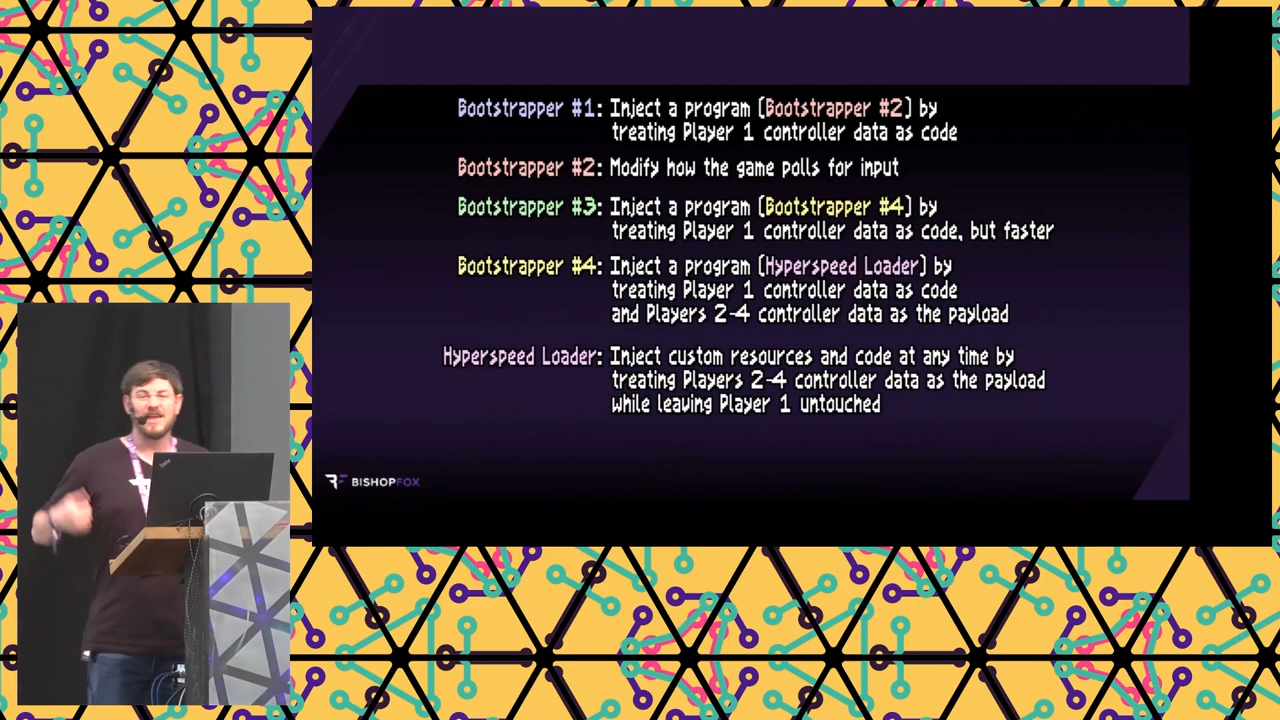 Bootstrapper #1: Inject a program (Bootstrapper #2) by
treating Player 1 controller data as code
Bootstrapper #2: Modify how the game polls for input
Bootstrapper #3: Inject a program (Bootstrapper #4) by
treating Player 1 controller data as code, but faster
Bootstrapper #4: Inject a program (Hyperspeed Loader) by
treating Player 1 controller data as code
and Players 2-4 controller data as the payload
Hyperspeed Loader: Inject custom resources and code at any time by
treating Players 2-4 controller data as the payload
while leaving Player 1 untouched
BISHOPFOX